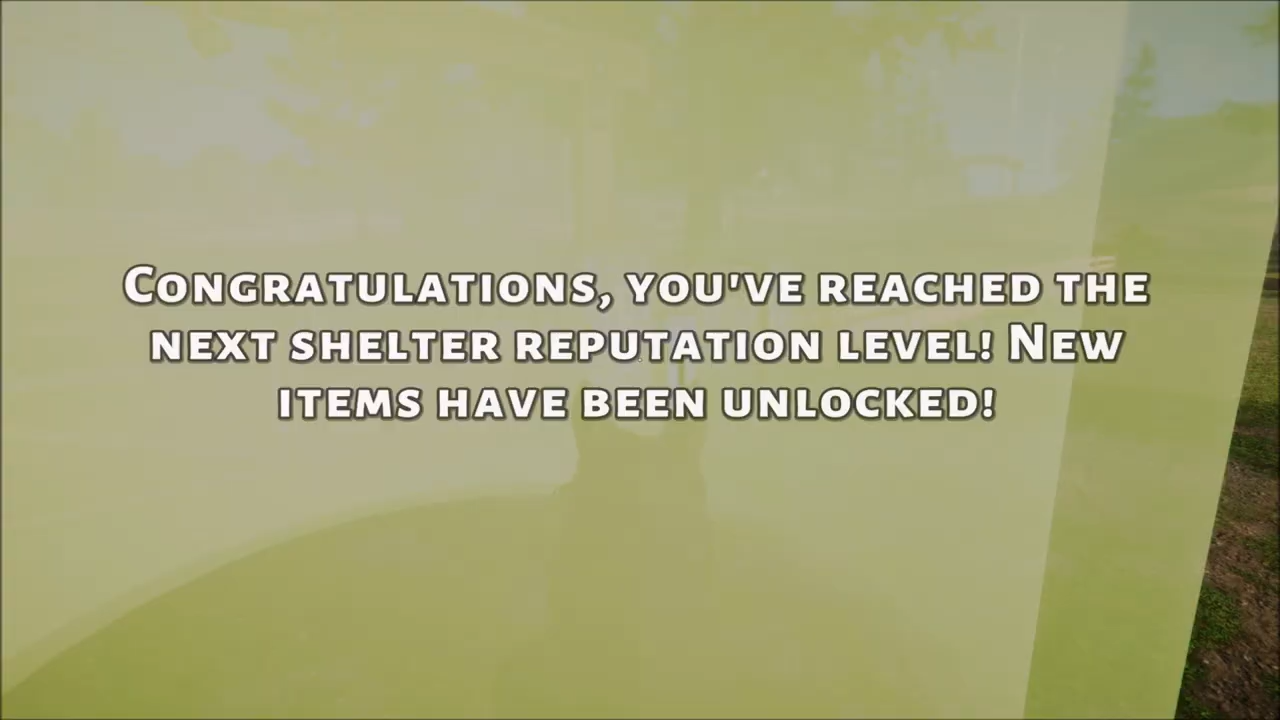 Congratulations, you've reached the
next shelter reputation level! New
items have been unlocked!